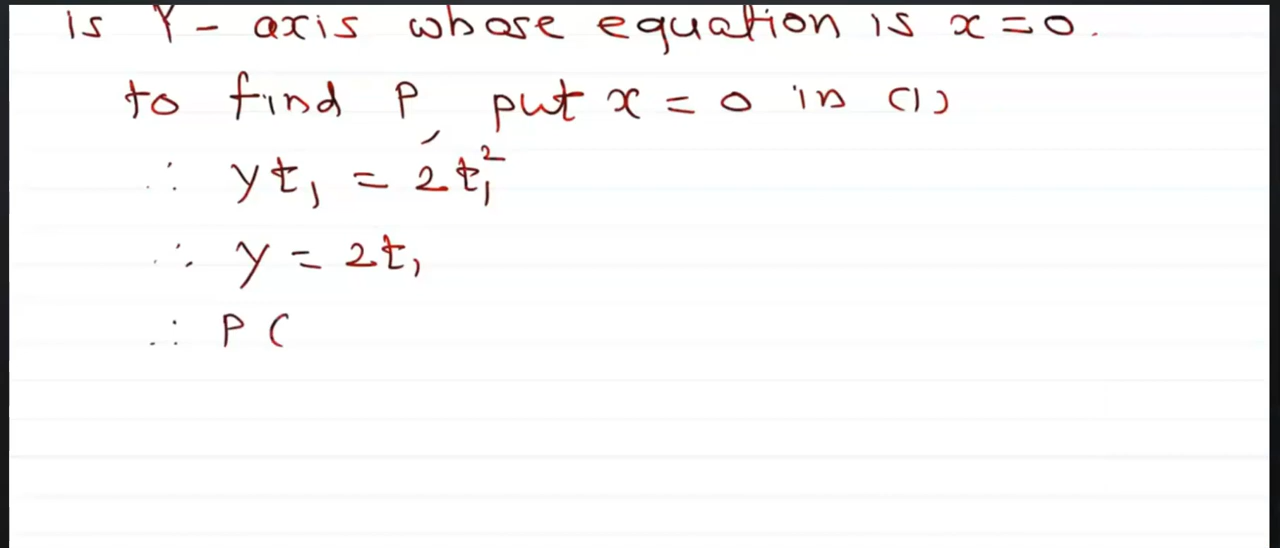 is Y- axis whose equation is x = 0.
to find P, put x = 0 in (1)
∴ yt₁ = 2t₁²
∴ y = 2t₁
∴ P (